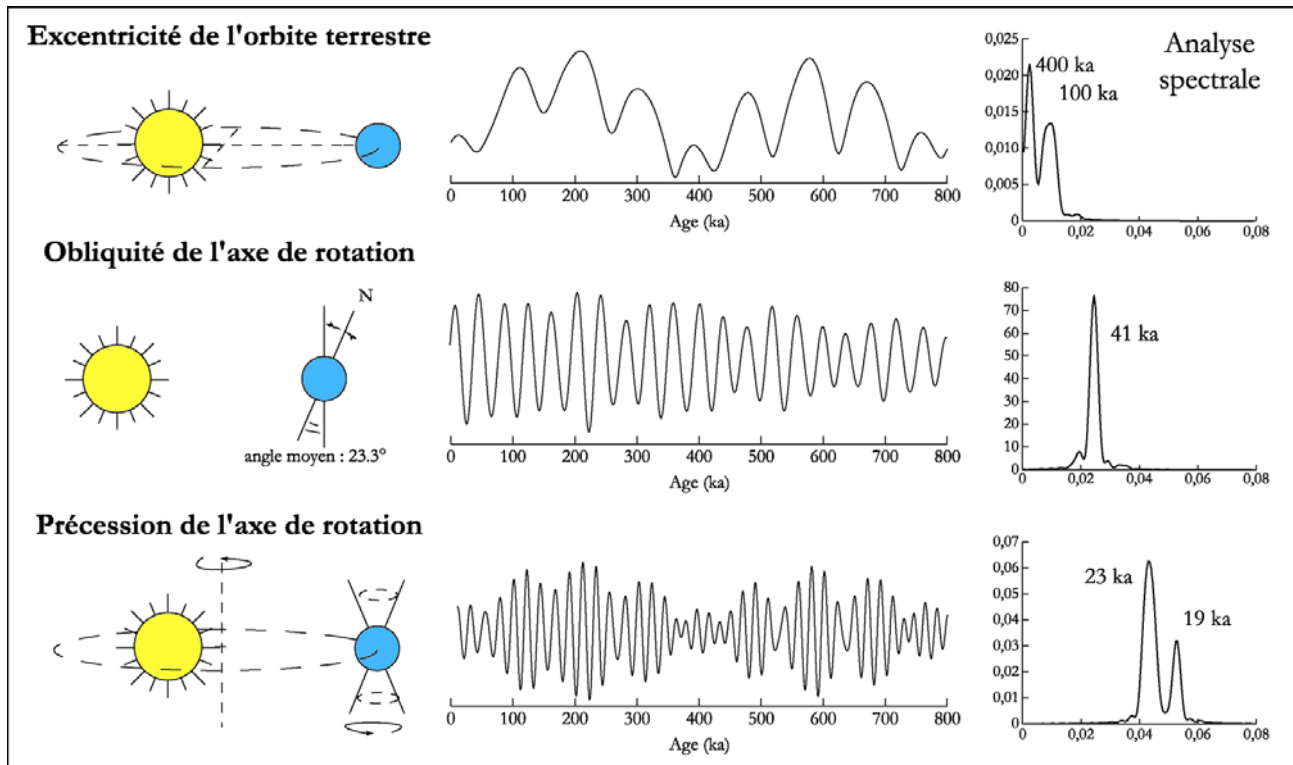 Excentricité de l'orbite terrestre
0 100 200 300 400 500 600 700 800
Age (ka)
Analyse
spectrale
400 ka
100 ka
0,025
0,020
0,015
0,010
0,005
0
0 0,02 0,04 0,06 0,08
Obliquité de l'axe de rotation
N
angle moyen : 23.3°
0 100 200 300 400 500 600 700 800
Age (ka)
41 ka
80
70
60
50
40
30
20
10
0
0 0,02 0,04 0,06 0,08
Précession de l'axe de rotation
0 100 200 300 400 500 600 700 800
Age (ka)
23 ka
19 ka
0,07
0,06
0,05
0,04
0,03
0,02
0,01
0
0 0,02 0,04 0,06 0,08